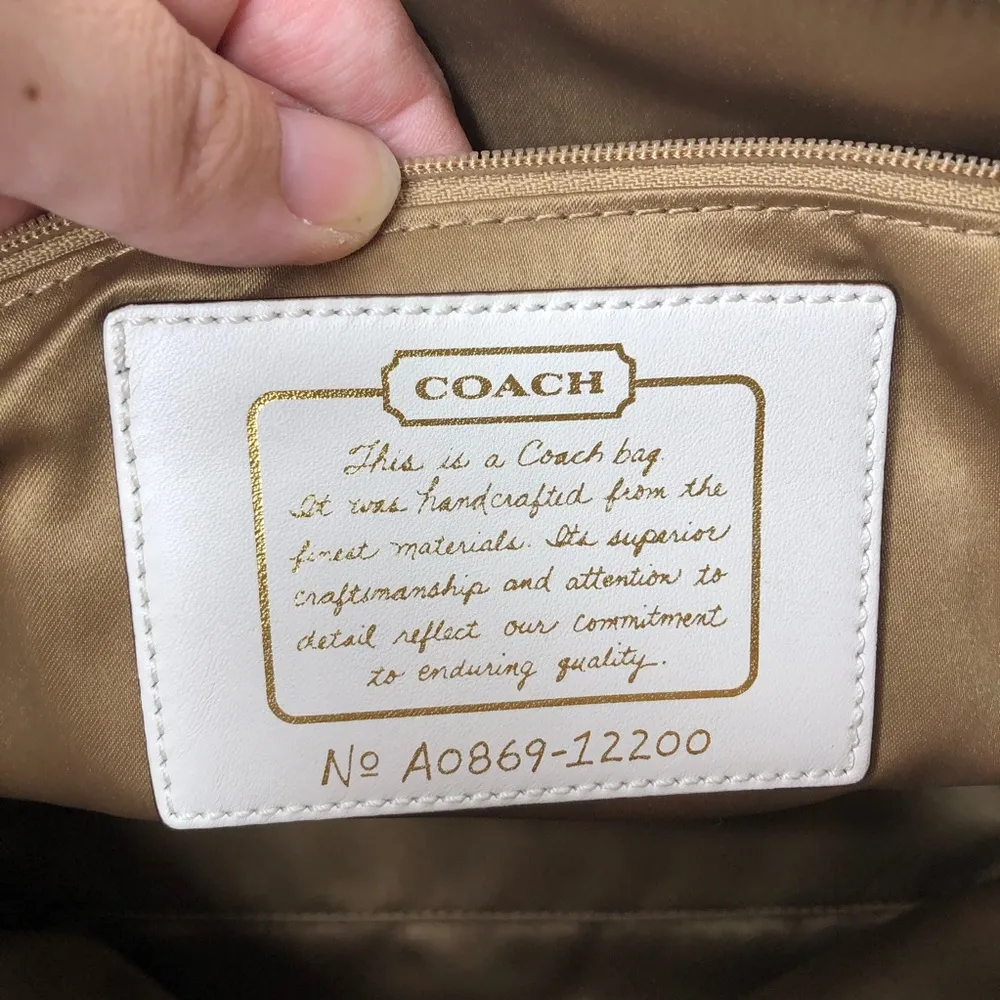 COACH
This is a Coach bag.
It was handcrafted from the
finest materials. Its superior
craftsmanship and attention to
detail reflect our commitment
to enduring quality.
Nº A0869-12200